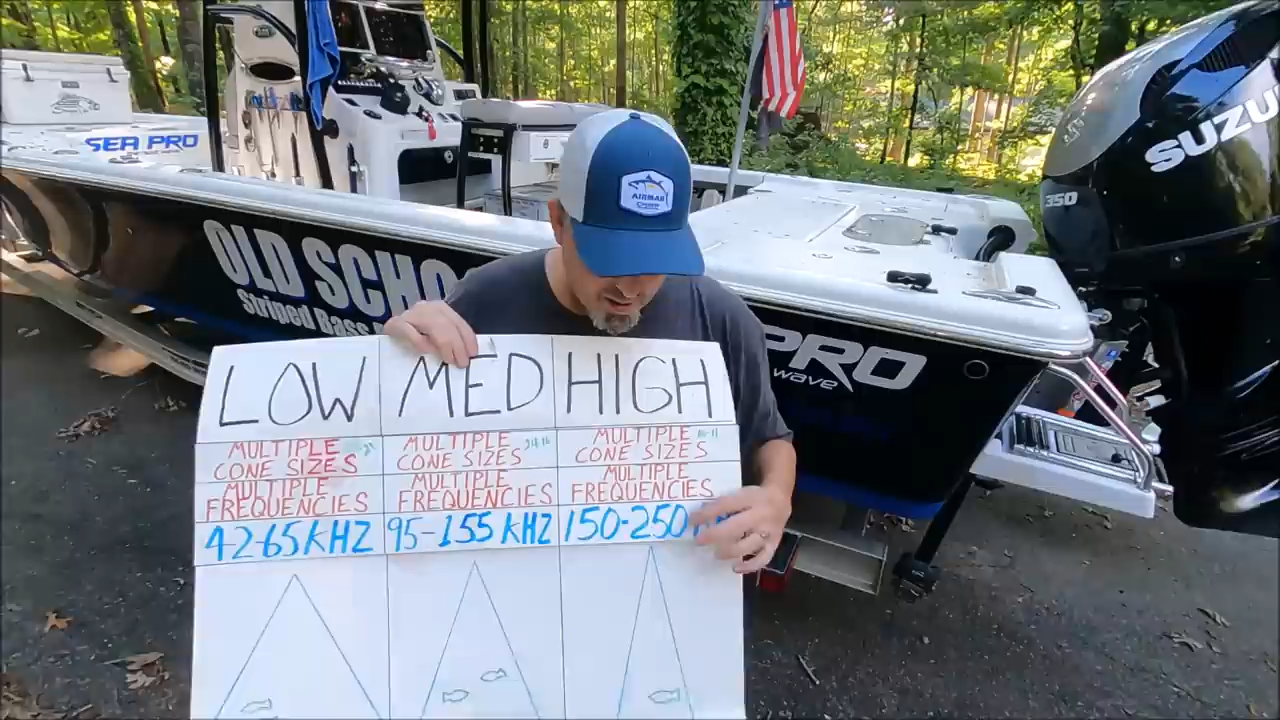 SEA PRO
SUZU
350
AIRMAR
OLD SCHO
Striped Bass
PRO
wave
LOW MED HIGH
MULTIPLE CONE SIZES
MULTIPLE CONE SIZES
MULTIPLE CONE SIZES
MULTIPLE FREQUENCIES
MULTIPLE FREQUENCIES
MULTIPLE FREQUENCIES
42-65 KHZ 95-155 KHZ 150-250